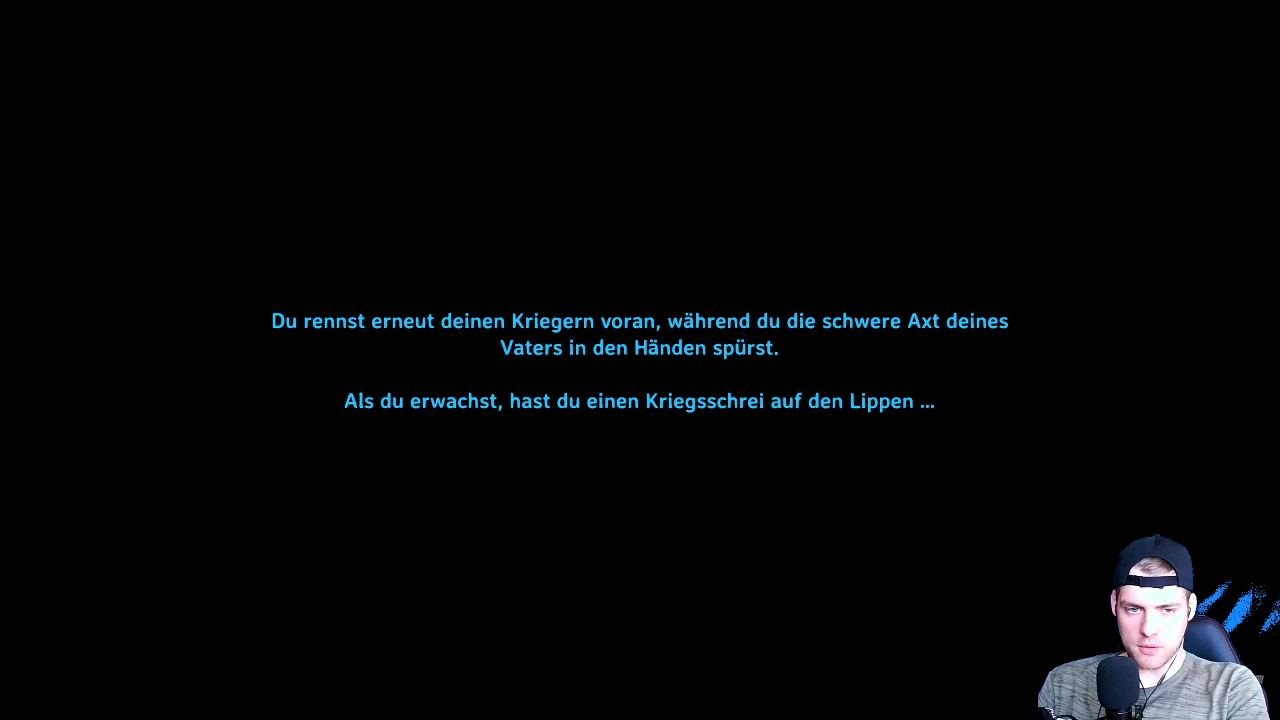 Du rennst erneut deinen Kriegern voran, während du die schwere Axt deines
Vaters in den Händen spürst.
Als du erwachst, hast du einen Kriegsschrei auf den Lippen ...